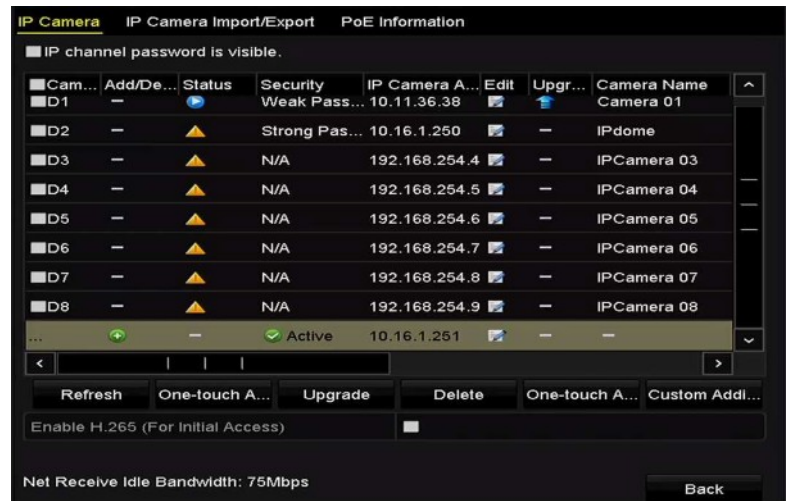 IP Camera IP Camera Import/Export PoE Information
IP channel password is visible.
Cam... Add/De... Status Security IP Camera A... Edit Upgr... Camera Name
D1 — Weak Pass... 10.11.36.38 Camera 01
D2 — Strong Pas... 10.16.1.250 — IPdome
D3 — N/A 192.168.254.4 — IPCamera 03
D4 — N/A 192.168.254.5 — IPCamera 04
D5 — N/A 192.168.254.6 — IPCamera 05
D6 — N/A 192.168.254.7 — IPCamera 06
D7 — N/A 192.168.254.8 — IPCamera 07
D8 — N/A 192.168.254.9 — IPCamera 08
... — Active 10.16.1.251 — —
Refresh One-touch A... Upgrade Delete One-touch A... Custom Addi...
Enable H.265 (For Initial Access)
Net Receive Idle Bandwidth: 75Mbps
Back